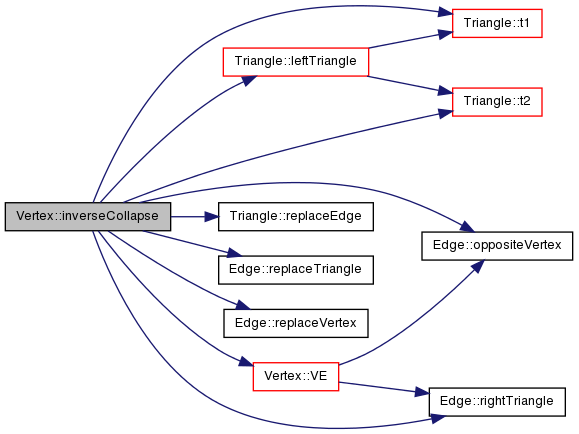 Triangle::t1
Triangle::leftTriangle
Triangle::t2
Vertex::inverseCollapse
Triangle::replaceEdge
Edge::oppositeVertex
Edge::replaceTriangle
Edge::replaceVertex
Vertex::VE
Edge::rightTriangle